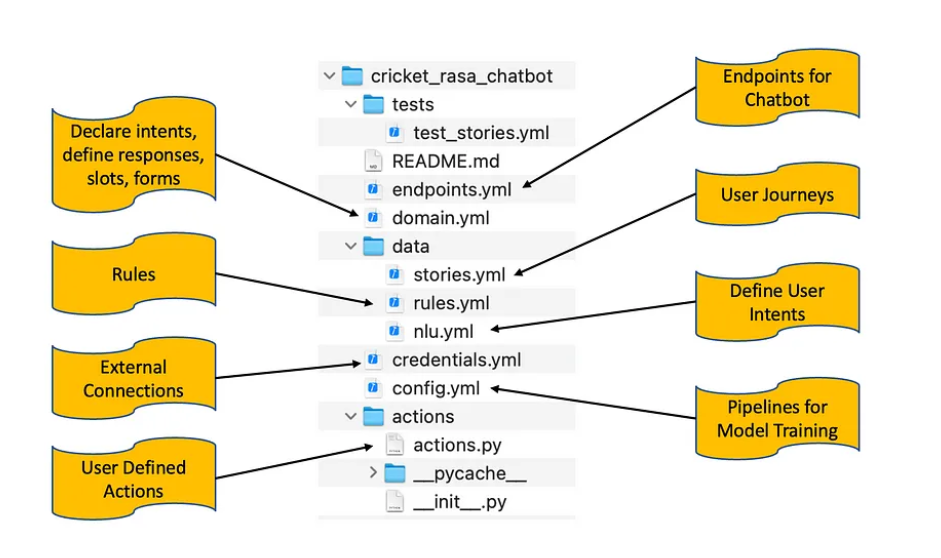 cricket_rasa_chatbot
tests
test_stories.yml
README.md
endpoints.yml
domain.yml
data
stories.yml
rules.yml
nlu.yml
credentials.yml
config.yml
actions
actions.py
__pycache__
__init__.py
Declare intents,
define responses,
slots, forms
Rules
External
Connections
User Defined
Actions
Endpoints for
Chatbot
User Journeys
Define User
Intents
Pipelines for
Model Training